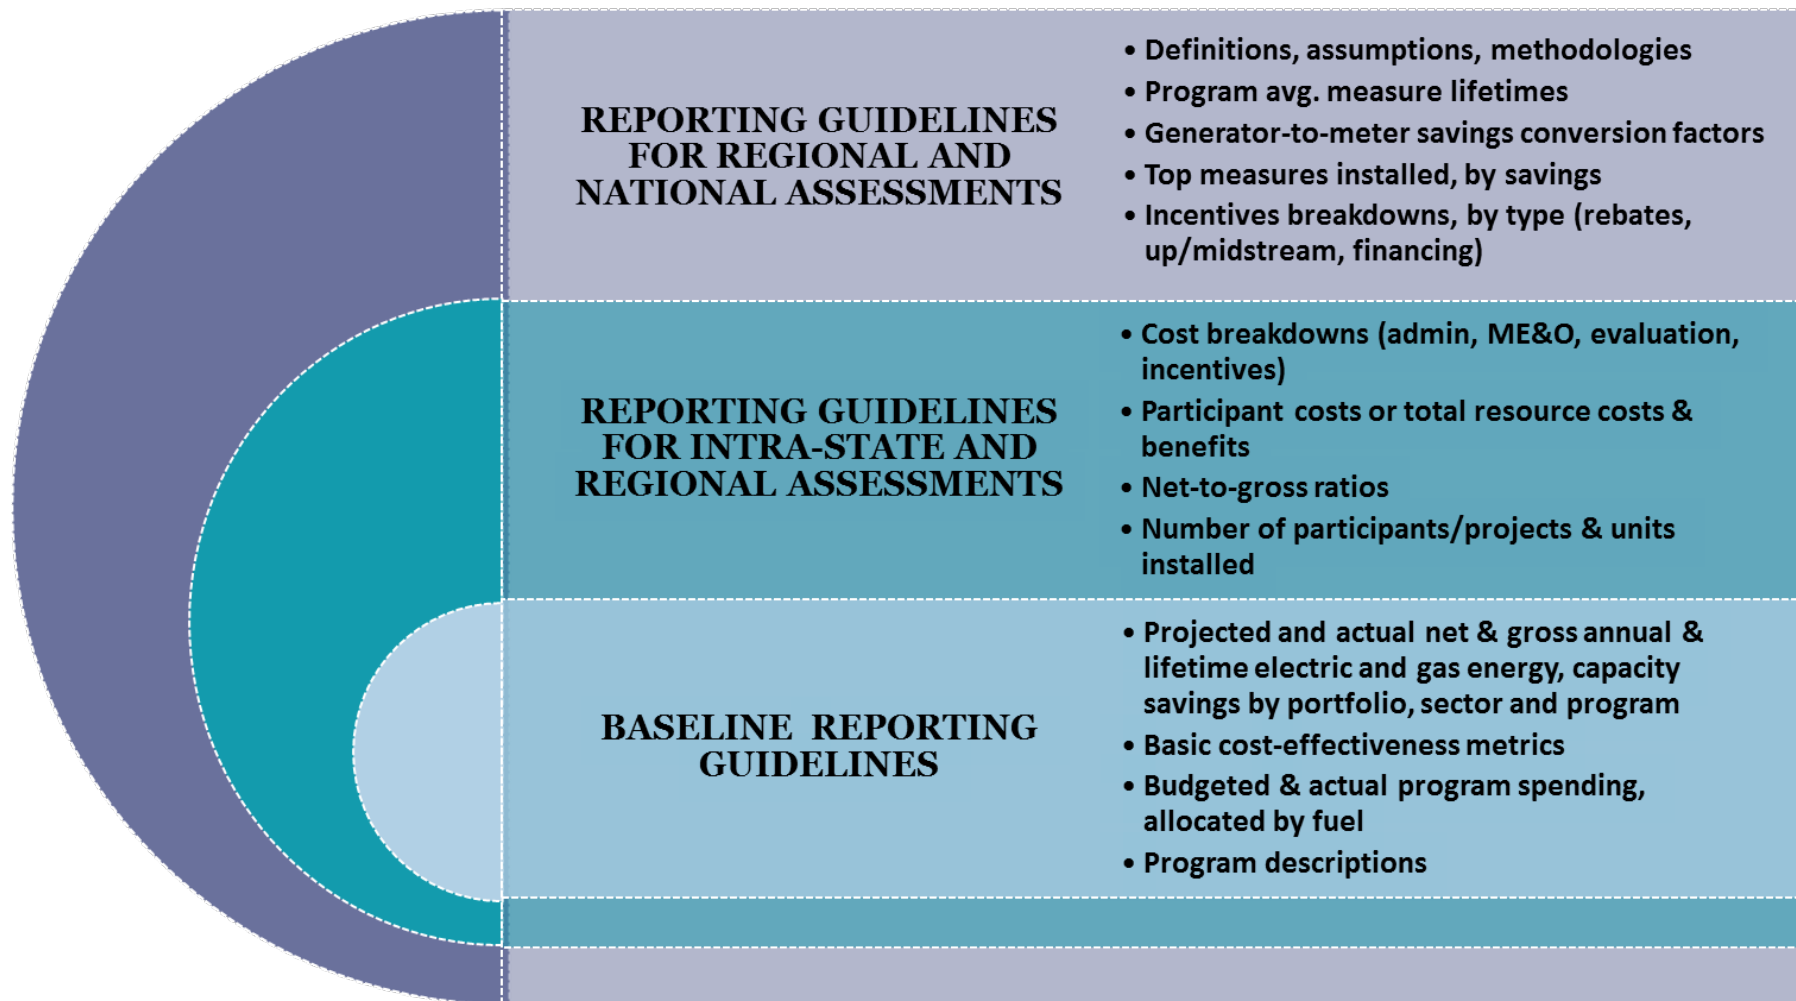 REPORTING GUIDELINES
FOR REGIONAL AND
NATIONAL ASSESSMENTS
• Definitions, assumptions, methodologies
• Program avg. measure lifetimes
• Generator-to-meter savings conversion factors
• Top measures installed, by savings
• Incentives breakdowns, by type (rebates,
up/midstream, financing)
REPORTING GUIDELINES
FOR INTRA-STATE AND
REGIONAL ASSESSMENTS
• Cost breakdowns (admin, ME&O, evaluation,
incentives)
• Participant costs or total resource costs &
benefits
• Net-to-gross ratios
• Number of participants/projects & units
installed
BASELINE REPORTING
GUIDELINES
• Projected and actual net & gross annual &
lifetime electric and gas energy, capacity
savings by portfolio, sector and program
• Basic cost-effectiveness metrics
• Budgeted & actual program spending,
allocated by fuel
• Program descriptions